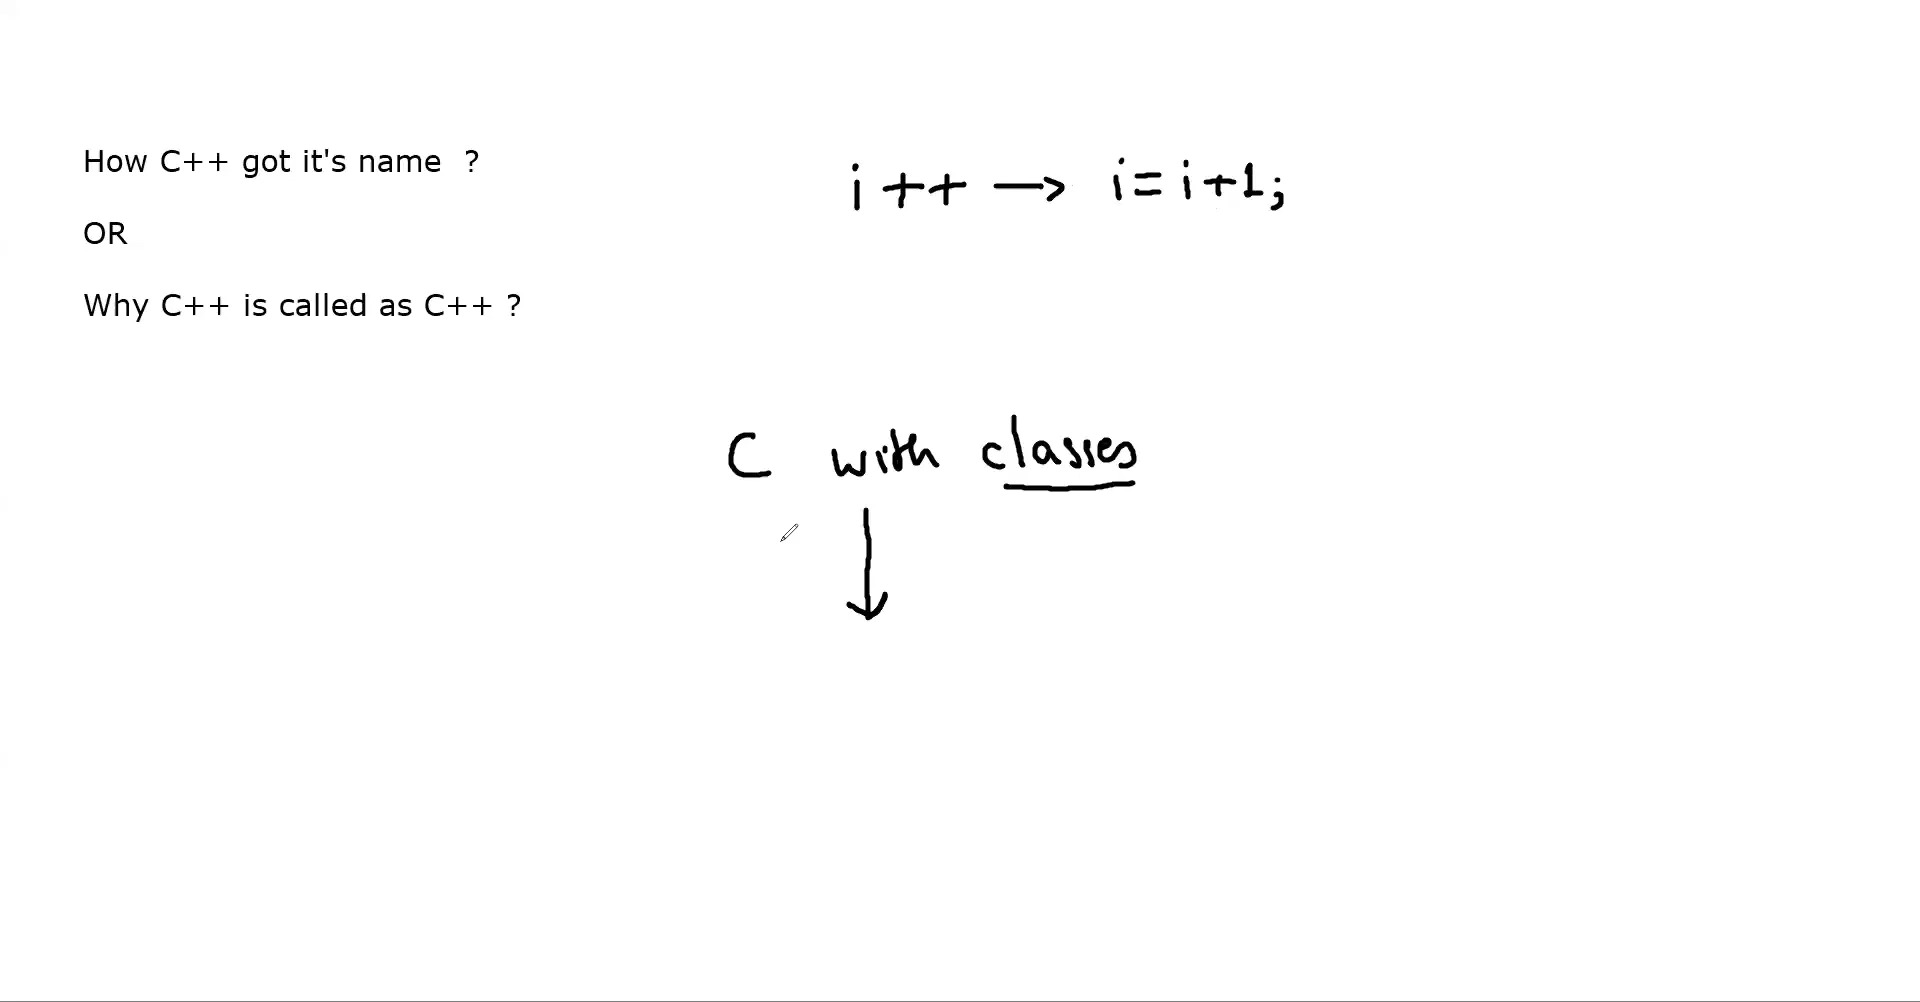 How C++ got it's name ?
OR
Why C++ is called as C++ ?
i++ → i=i+1;
C with classes